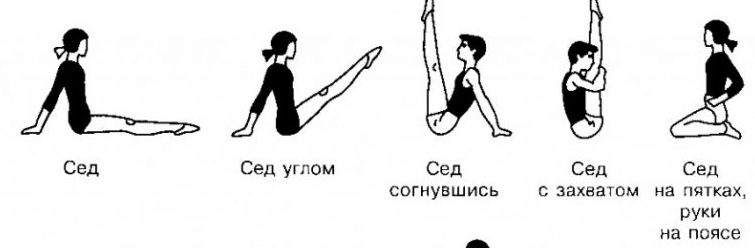 Сед
Сед углом
Сед
согнувшись
Сед
с захватом
Сед
на пятках,
руки
на поясе